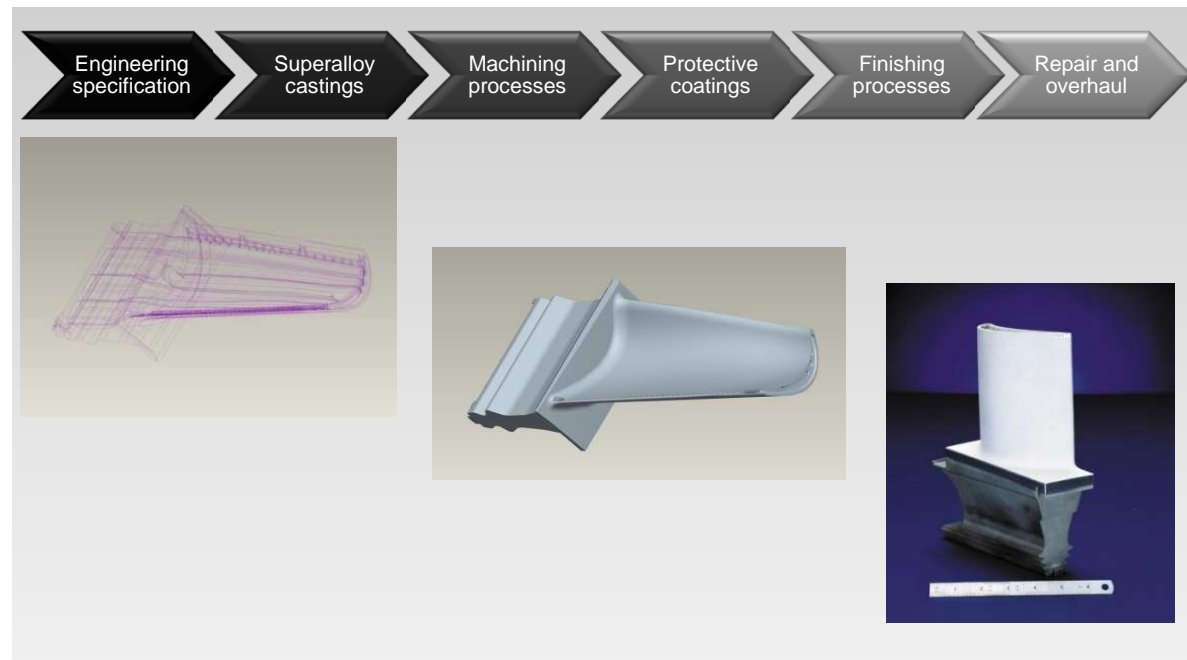 Engineering
specification
Superalloy
castings
Machining
processes
Protective
coatings
Finishing
processes
Repair and
overhaul